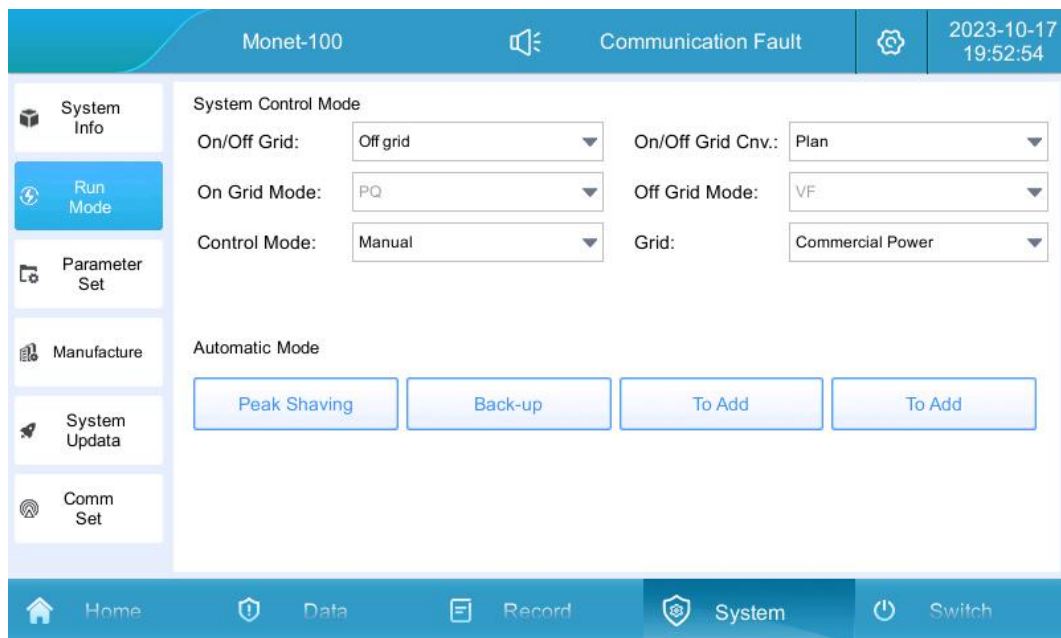 Monet-100
Communication Fault
2023-10-17
19:52:54
System
Info
Run
Mode
Parameter
Set
Manufacture
System
Updata
Comm
Set
System Control Mode
On/Off Grid: Off grid On/Off Grid Cnv.: Plan
On Grid Mode: PQ Off Grid Mode: VF
Control Mode: Manual Grid: Commercial Power
Automatic Mode
Peak Shaving Back-up To Add To Add
Home Data Record System Switch